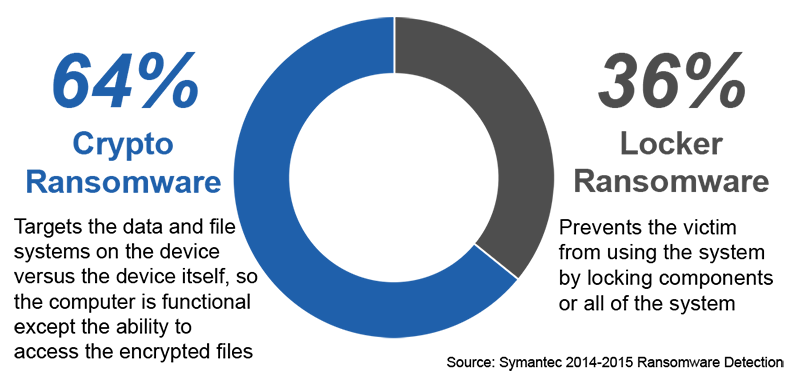 64%
Crypto
Ransomware
Targets the data and file
systems on the device
versus the device itself, so
the computer is functional
except the ability to
access the encrypted files
36%
Locker
Ransomware
Prevents the victim
from using the system
by locking components
or all of the system
Source: Symantec 2014-2015 Ransomware Detection